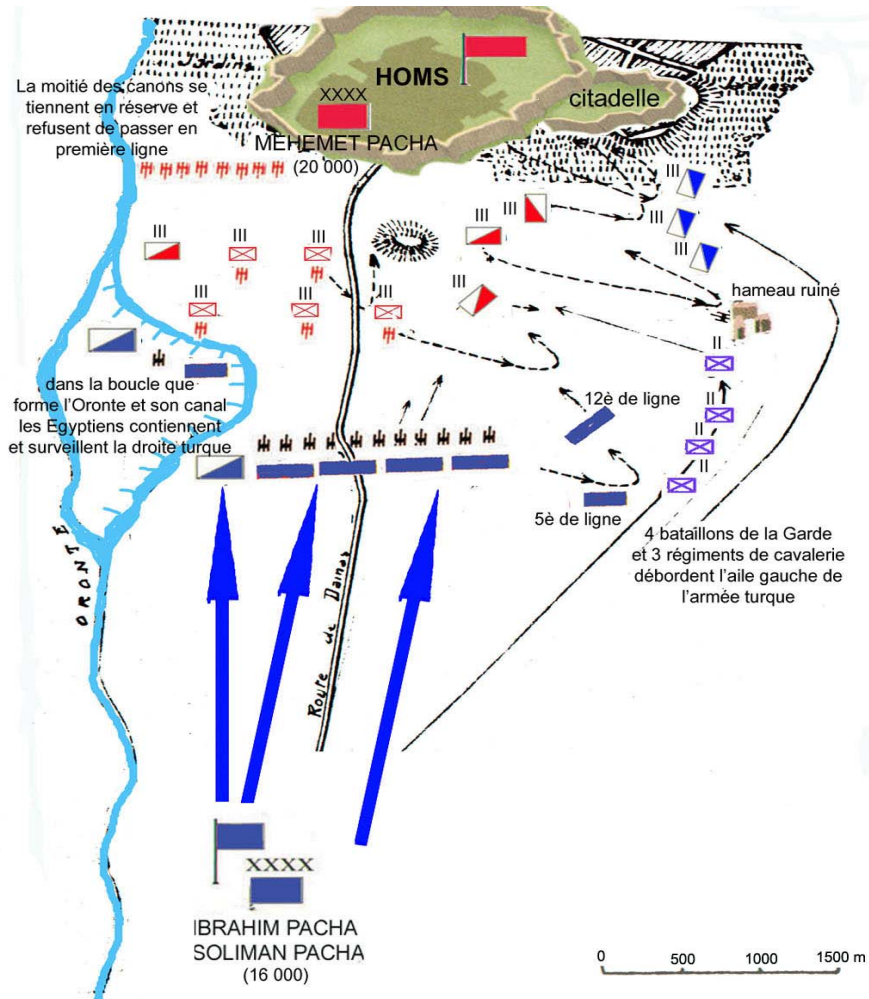 Jardins
HOMS
citadelle
Jardins
La moitié des canons se
tiennent en réserve et
refusent de passer en
première ligne
XXXX
MEHEMET PACHA
(20 000)
III
III
III
III
III
III
III
III
III
III
III
hameau ruiné
II
dans la boucle que
forme l'Oronte et son canal
les Egyptiens contiennent
et surveillent la droite turque
12è de ligne
II
II
II
5è de ligne
4 bataillons de la Garde
et 3 régiments de cavalerie
débordent l'aile gauche de
l'armée turque
ORONTE
Route de Damas
XXXX
IBRAHIM PACHA
SOLIMAN PACHA
(16 000)
0 500 1000 1500 m